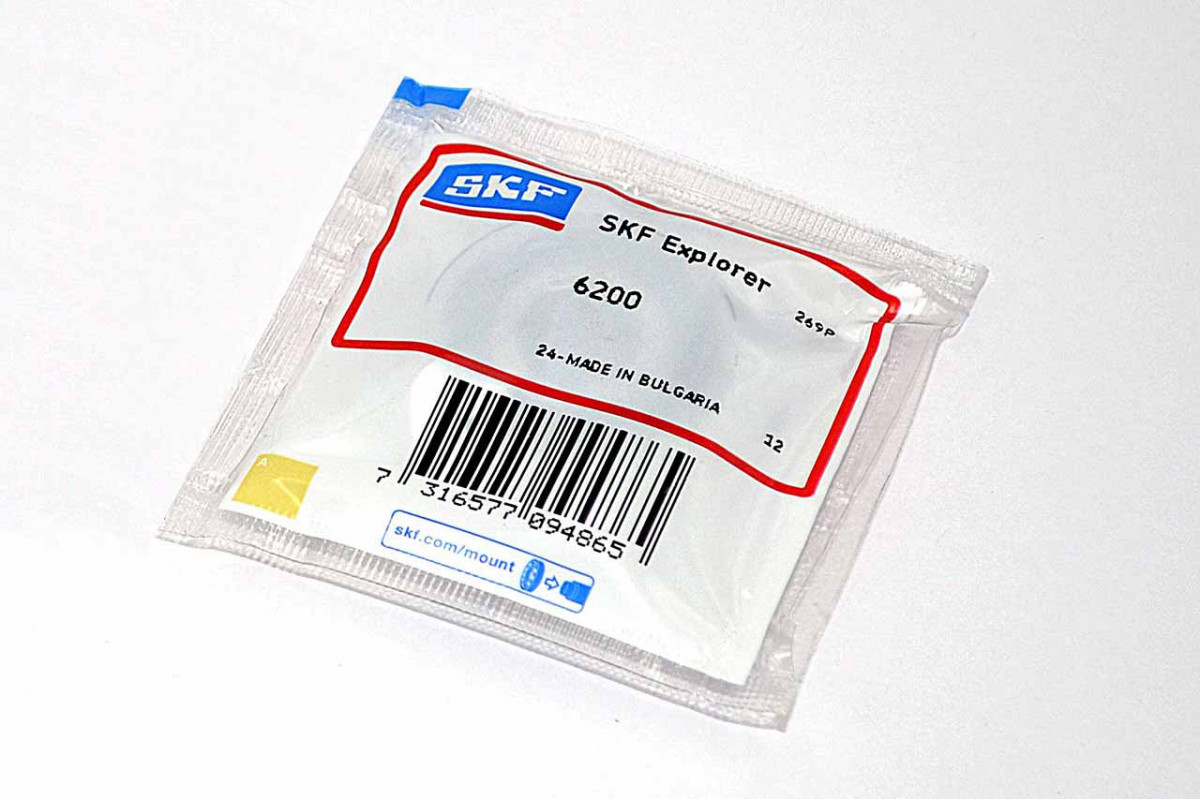 SKF
SKF Explorer
6200
269P
24-MADE IN BULGARIA
12
7 316577 094865
A
skf.com/mount